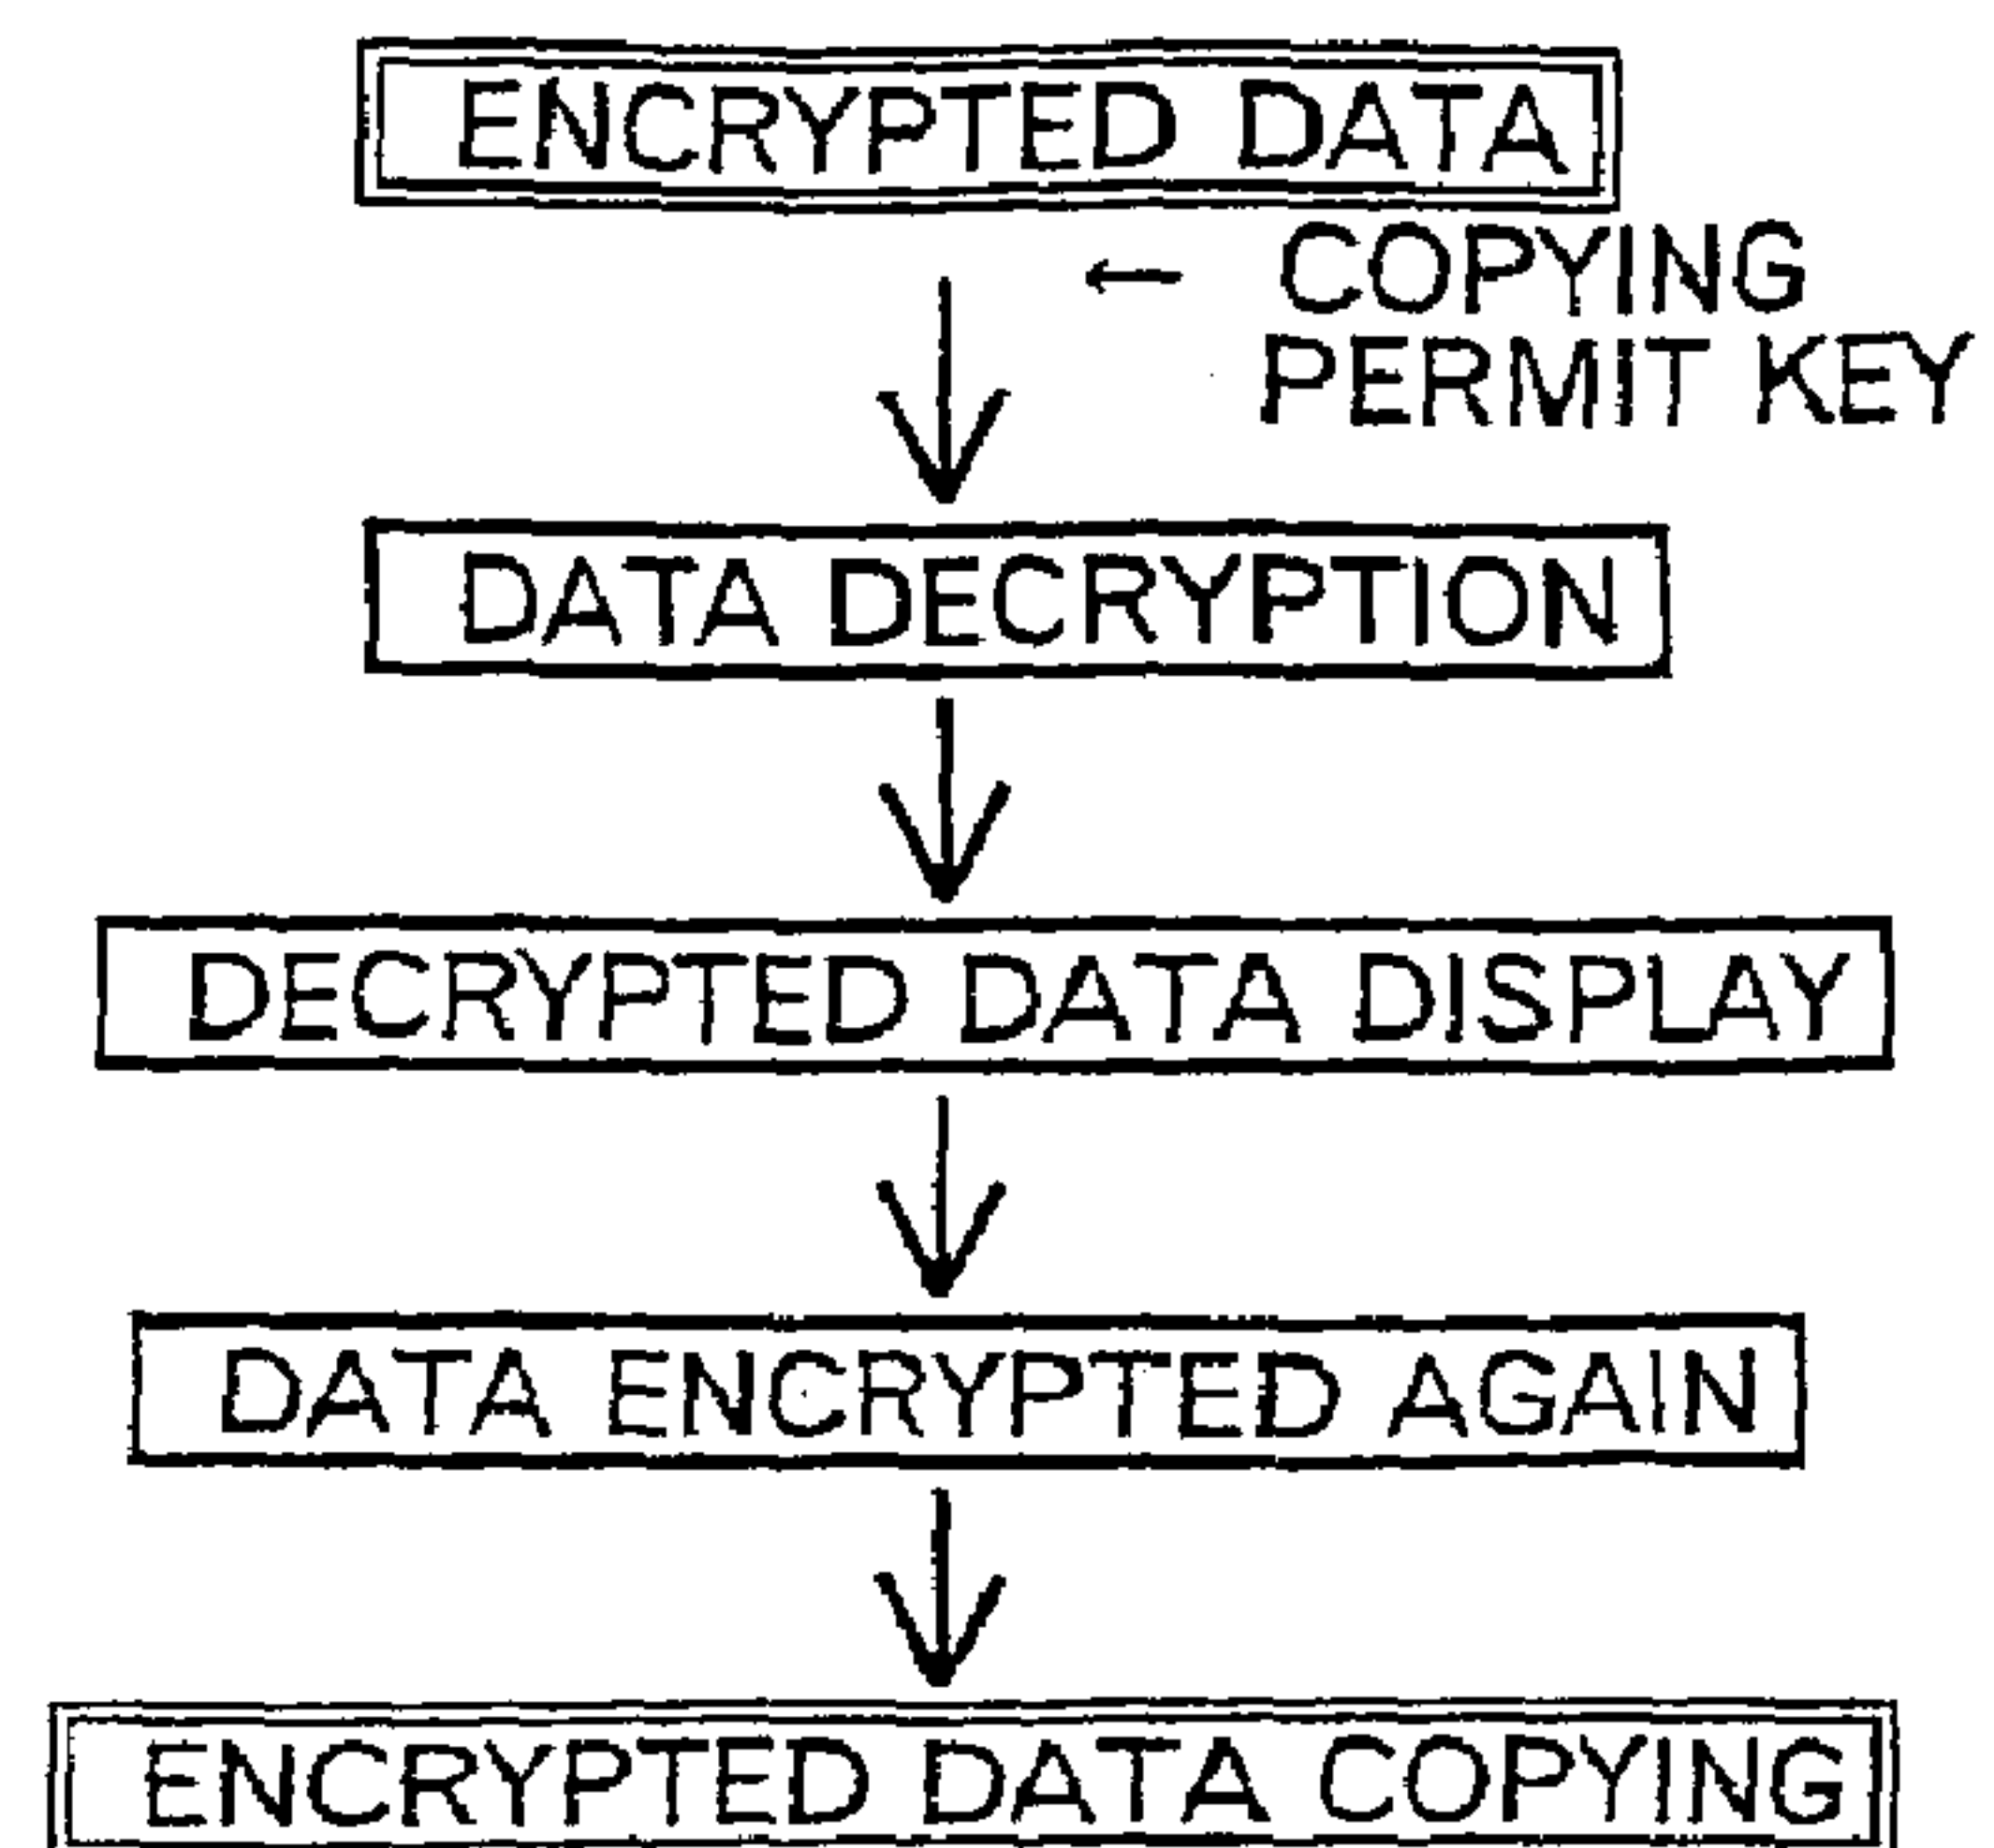 ENCRYPTED DATA
← COPYING
PERMIT KEY
DATA DECRYPTION
DECRYPTED DATA DISPLAY
DATA ENCRYPTED AGAIN
ENCRYPTED DATA COPYING